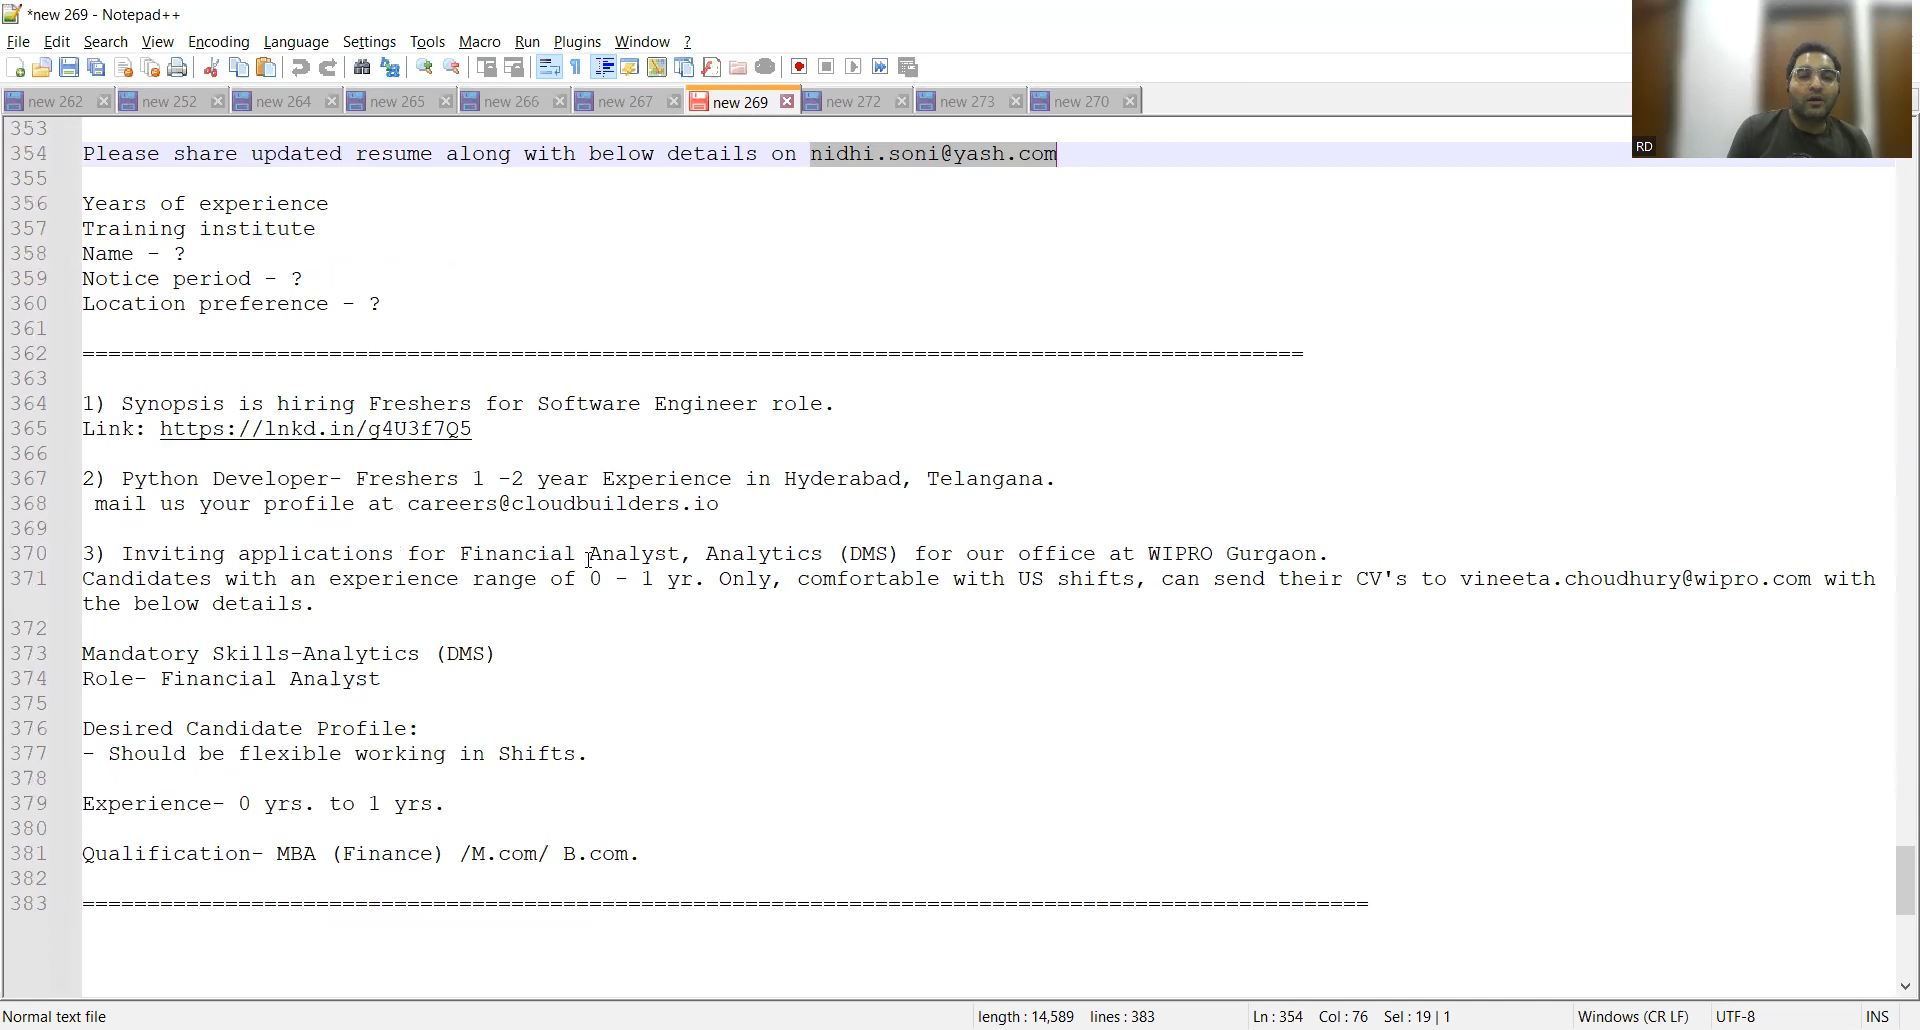 *new 269 - Notepad++
File Edit Search View Encoding Language Settings Tools Macro Run Plugins Window ?
new 262 new 252 new 264 new 265 new 266 new 267 new 269 new 272 new 273 new 270
RD
353
354 Please share updated resume along with below details on nidhi.soni@yash.com
355
356 Years of experience
357 Training institute
358 Name - ?
359 Notice period - ?
360 Location preference - ?
361
362 ==============================================================================================
363
364 1) Synopsis is hiring Freshers for Software Engineer role.
365 Link: https://lnkd.in/g4U3f7Q5
366
367 2) Python Developer- Freshers 1 -2 year Experience in Hyderabad, Telangana.
368  mail us your profile at careers@cloudbuilders.io
369
370 3) Inviting applications for Financial Analyst, Analytics (DMS) for our office at WIPRO Gurgaon.
371 Candidates with an experience range of 0 - 1 yr. Only, comfortable with US shifts, can send their CV's to vineeta.choudhury@wipro.com with
the below details.
372
373 Mandatory Skills-Analytics (DMS)
374 Role- Financial Analyst
375
376 Desired Candidate Profile:
377 - Should be flexible working in Shifts.
378
379 Experience- 0 yrs. to 1 yrs.
380
381 Qualification- MBA (Finance) /M.com/ B.com.
382
383 ===================================================================================================
Normal text file length : 14,589 lines : 383 Ln : 354 Col : 76 Sel : 19 | 1 Windows (CR LF) UTF-8 INS